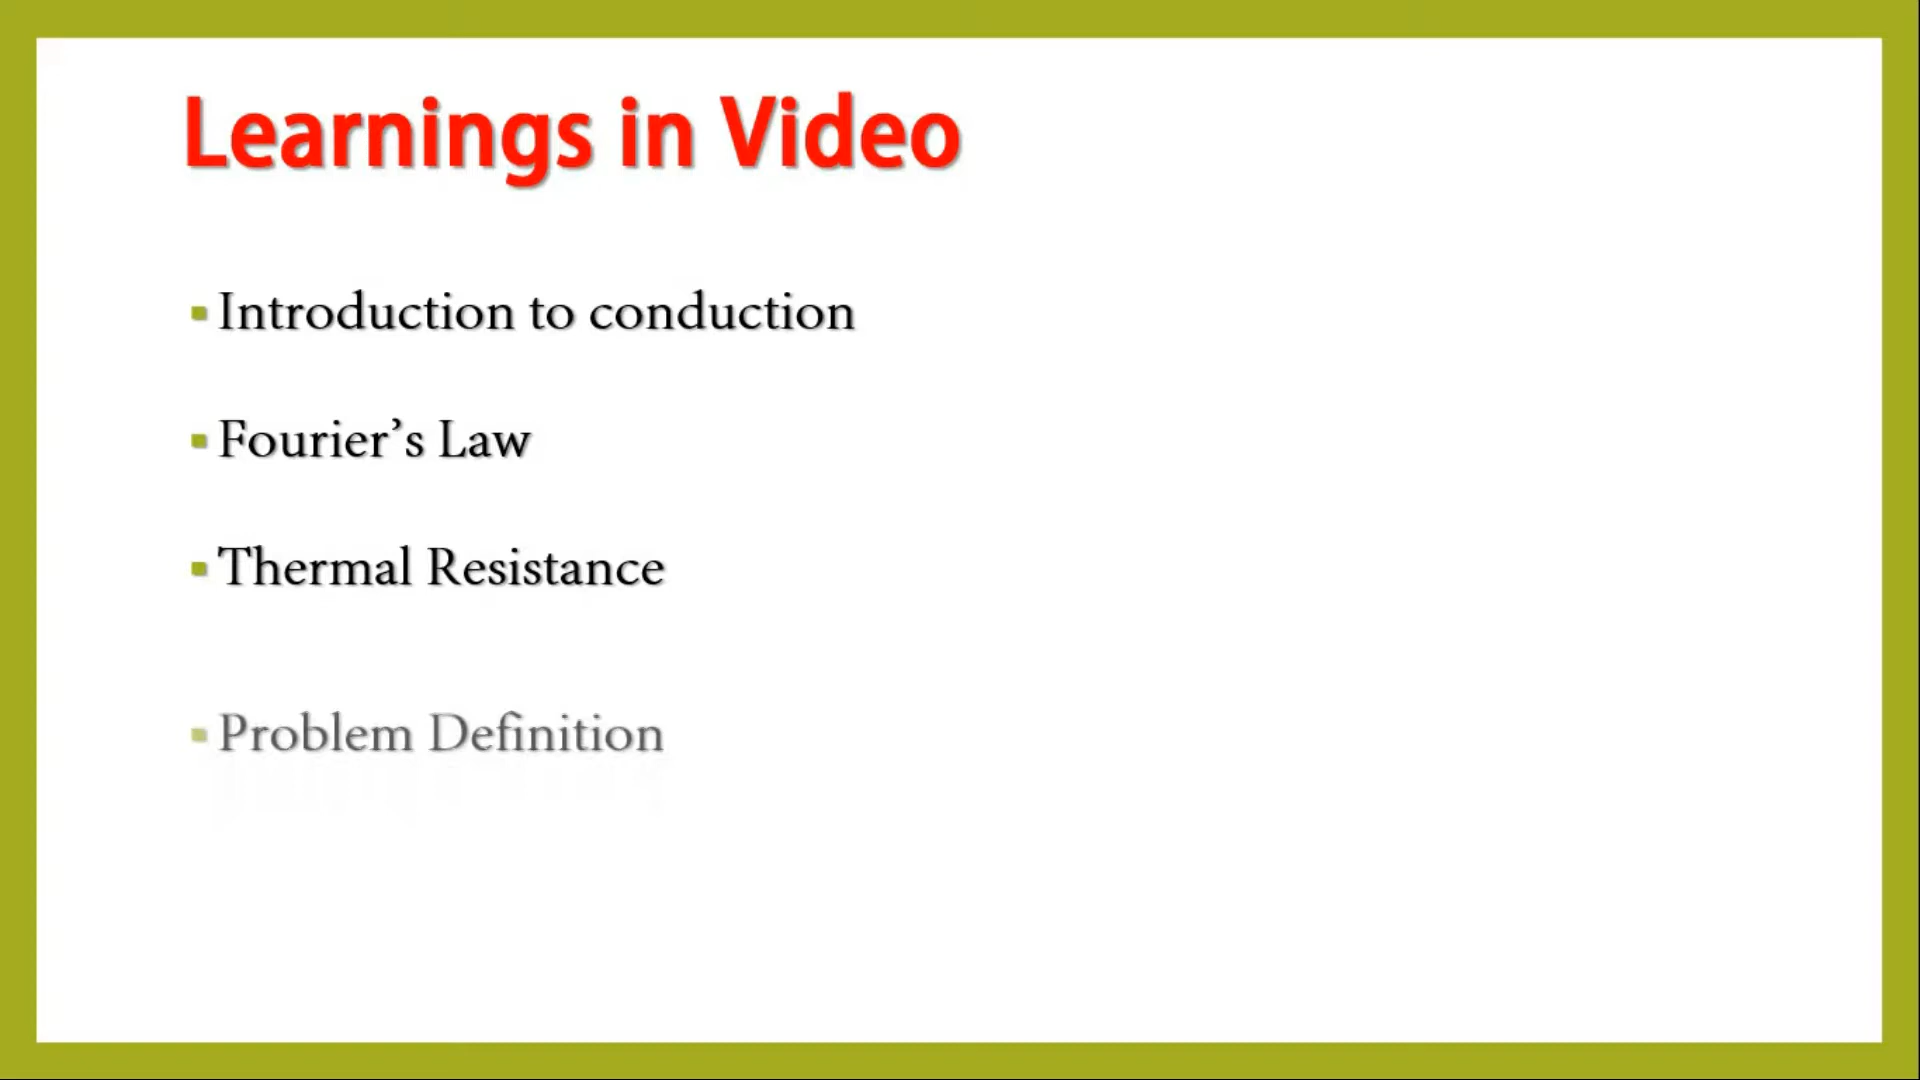 Learnings in Video
▪Introduction to conduction
▪Fourier’s Law
▪Thermal Resistance
▪Problem Definition